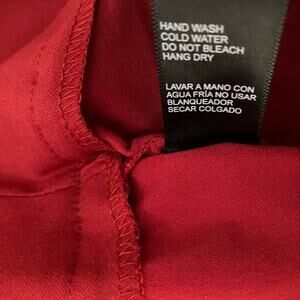 HAND WASH
COLD WATER
DO NOT BLEACH
HANG DRY
LAVAR A MANO CON
AGUA FRÍA NO USAR
BLANQUEADOR
SECAR COLGADO